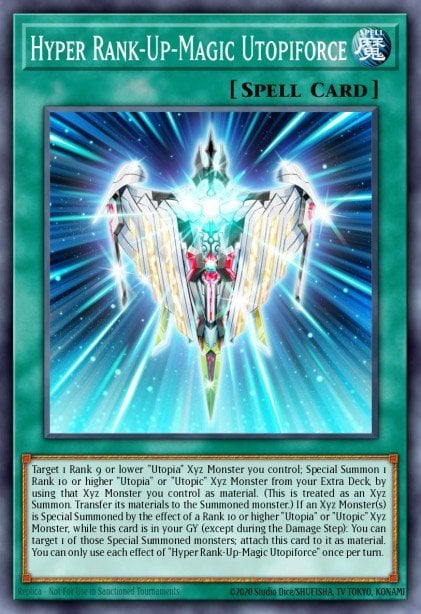 Hyper Rank-Up-Magic Utopiforce
SPELL
魔
[ Spell Card ]
Target 1 Rank 9 or lower "Utopia" Xyz Monster you control; Special Summon 1
Rank 10 or higher "Utopia" or "Utopic" Xyz Monster from your Extra Deck, by
using that Xyz Monster you control as material. (This is treated as an Xyz
Summon. Transfer its materials to the Summoned monster.) If an Xyz Monster(s)
is Special Summoned by the effect of a Rank 10 or higher "Utopia" or "Utopic" Xyz
Monster, while this card is in your GY (except during the Damage Step): You can
target 1 of those Special Summoned monsters; attach this card to it as material.
You can only use each effect of "Hyper Rank-Up-Magic Utopiforce" once per turn.
Replica - Not For Use in Sanctioned Tournaments
©2020 Studio Dice/SHUEISHA, TV TOKYO, KONAMI